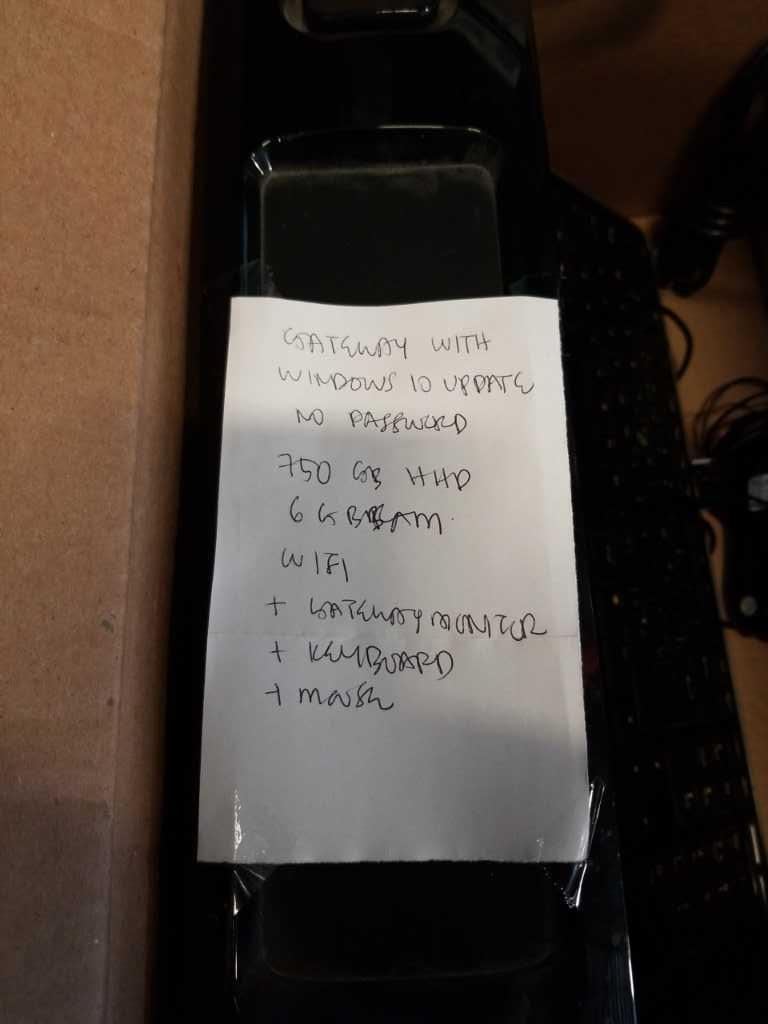 GATEWAY WITH
WINDOWS 10 UPDATE
NO PASSWORD
750 GB HHD
6 GB RAM
WIFI
+ GATEWAY MONITOR
+ KEYBOARD
+ MOUSE